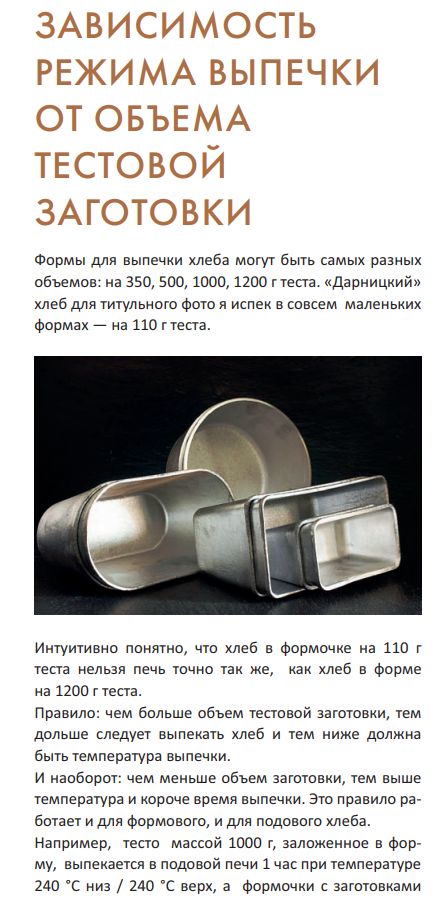 ЗАВИСИМОСТЬ
РЕЖИМА ВЫПЕЧКИ
ОТ ОБЪЕМА
ТЕСТОВОЙ
ЗАГОТОВКИ
Формы для выпечки хлеба могут быть самых разных
объемов: на 350, 500, 1000, 1200 г теста. «Дарницкий»
хлеб для титульного фото я испек в совсем маленьких
формах — на 110 г теста.
Интуитивно понятно, что хлеб в формочке на 110 г
теста нельзя печь точно так же, как хлеб в форме
на 1200 г теста.
Правило: чем больше объем тестовой заготовки, тем
дольше следует выпекать хлеб и тем ниже должна
быть температура выпечки.
И наоборот: чем меньше объем заготовки, тем выше
температура и короче время выпечки. Это правило ра-
ботает и для формового, и для подового хлеба.
Например, тесто массой 1000 г, заложенное в фор-
му, выпекается в подовой печи 1 час при температуре
240 °С низ / 240 °С верх, а формочки с заготовками